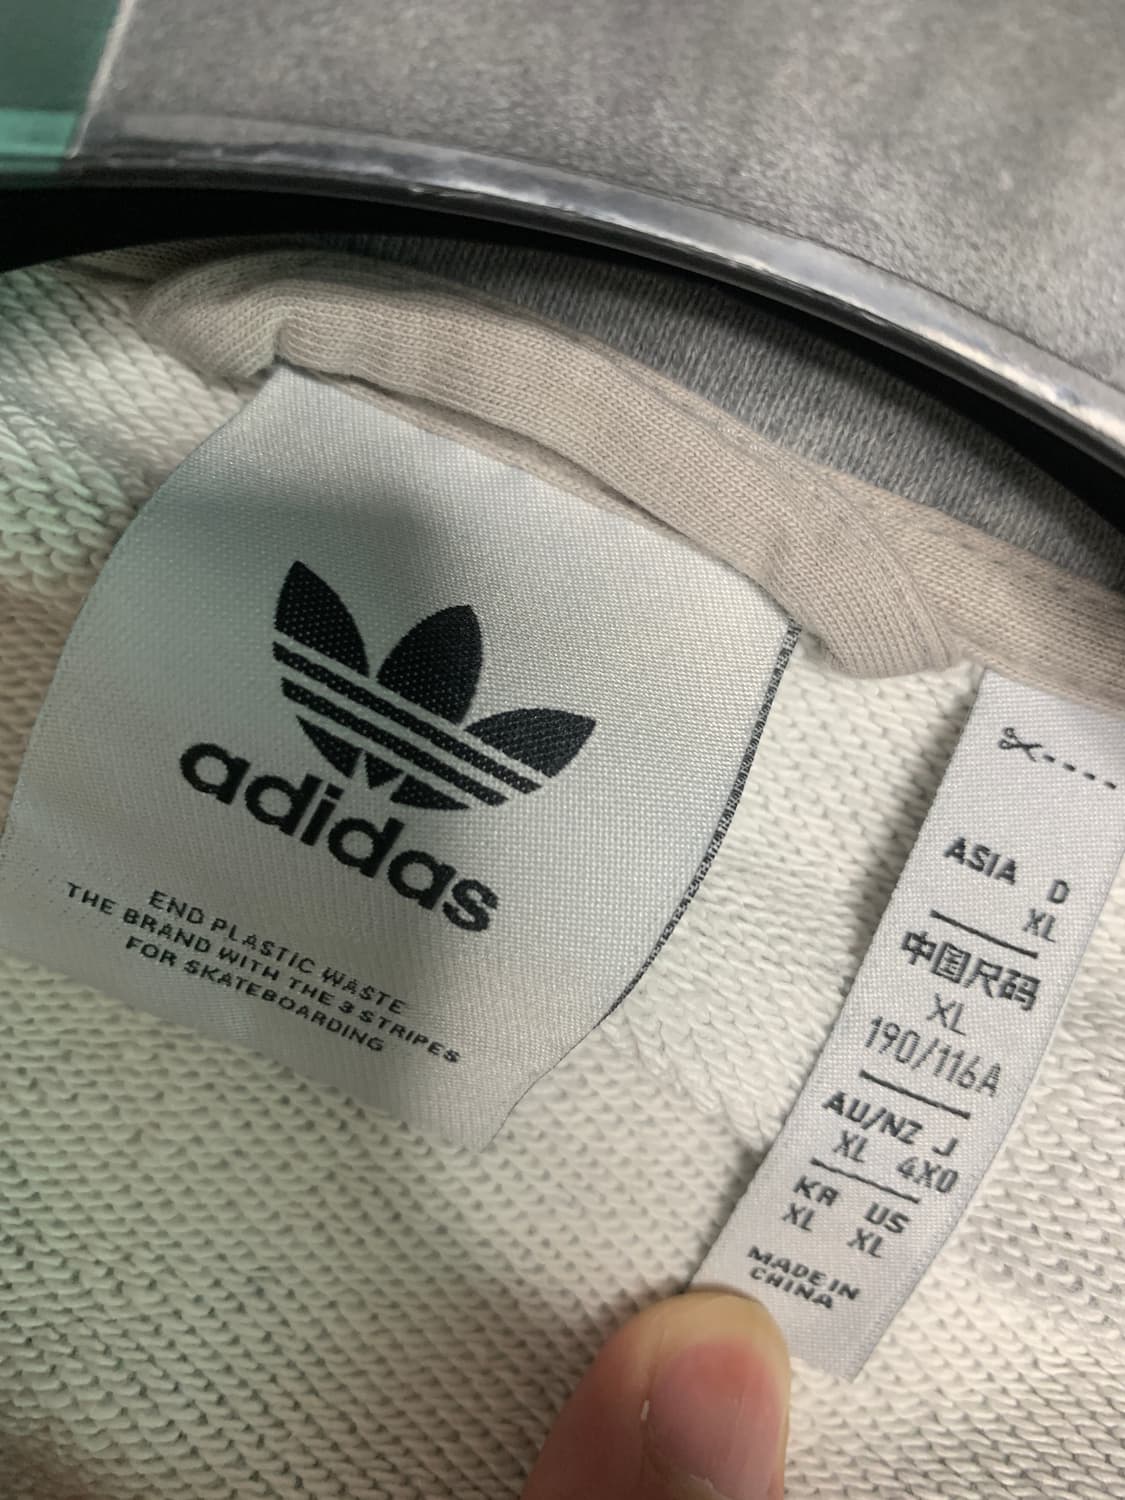 adidas
END PLASTIC WASTE
THE BRAND WITH THE 3 STRIPES
FOR SKATEBOARDING
ASIA D
XL
中国尺码
XL
190/116A
AU/NZ J
XL 4XO
KR US
XL XL
MADE IN
CHINA